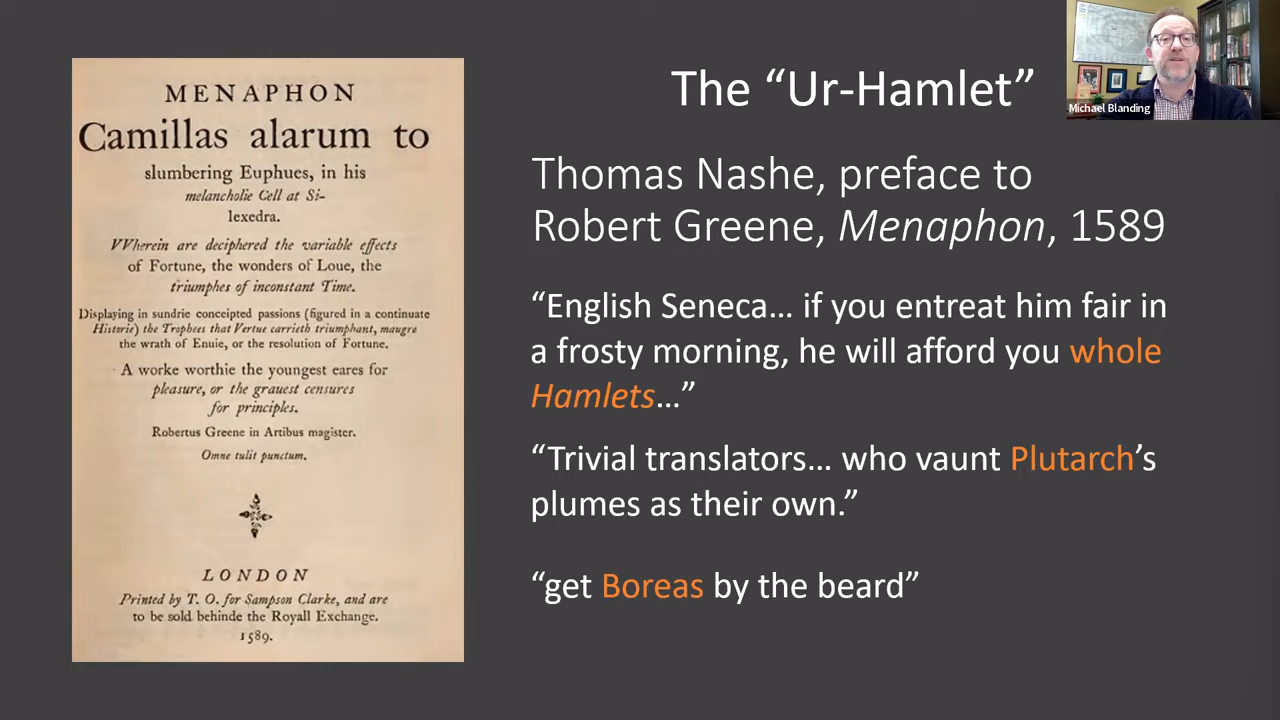 MENAPHON
Camillas alarum to
slumbering Euphues, in his
melancholie Cell at Si-
lexedra.
VVherein are deciphered the variable effects
of Fortune, the wonders of Loue, the
triumphes of inconstant Time.
Displaying in sundrie conceipted passions (figured in a continuate
Historie) the Trophees that Vertue carrieth triumphant, maugre
the wrath of Enuie, or the resolution of Fortune.
A worke worthie the youngest eares for
pleasure, or the grauest censures
for principles.
Robertus Greene in Artibus magister.
Omne tulit punctum.
LONDON
Printed by T. O. for Sampson Clarke, and are
to be sold behinde the Royall Exchange.
1589.
The “Ur-Hamlet”
Michael Blanding
Thomas Nashe, preface to
Robert Greene, Menaphon, 1589
“English Seneca... if you entreat him fair in
a frosty morning, he will afford you whole
Hamlets...”
“Trivial translators... who vaunt Plutarch’s
plumes as their own.”
“get Boreas by the beard”